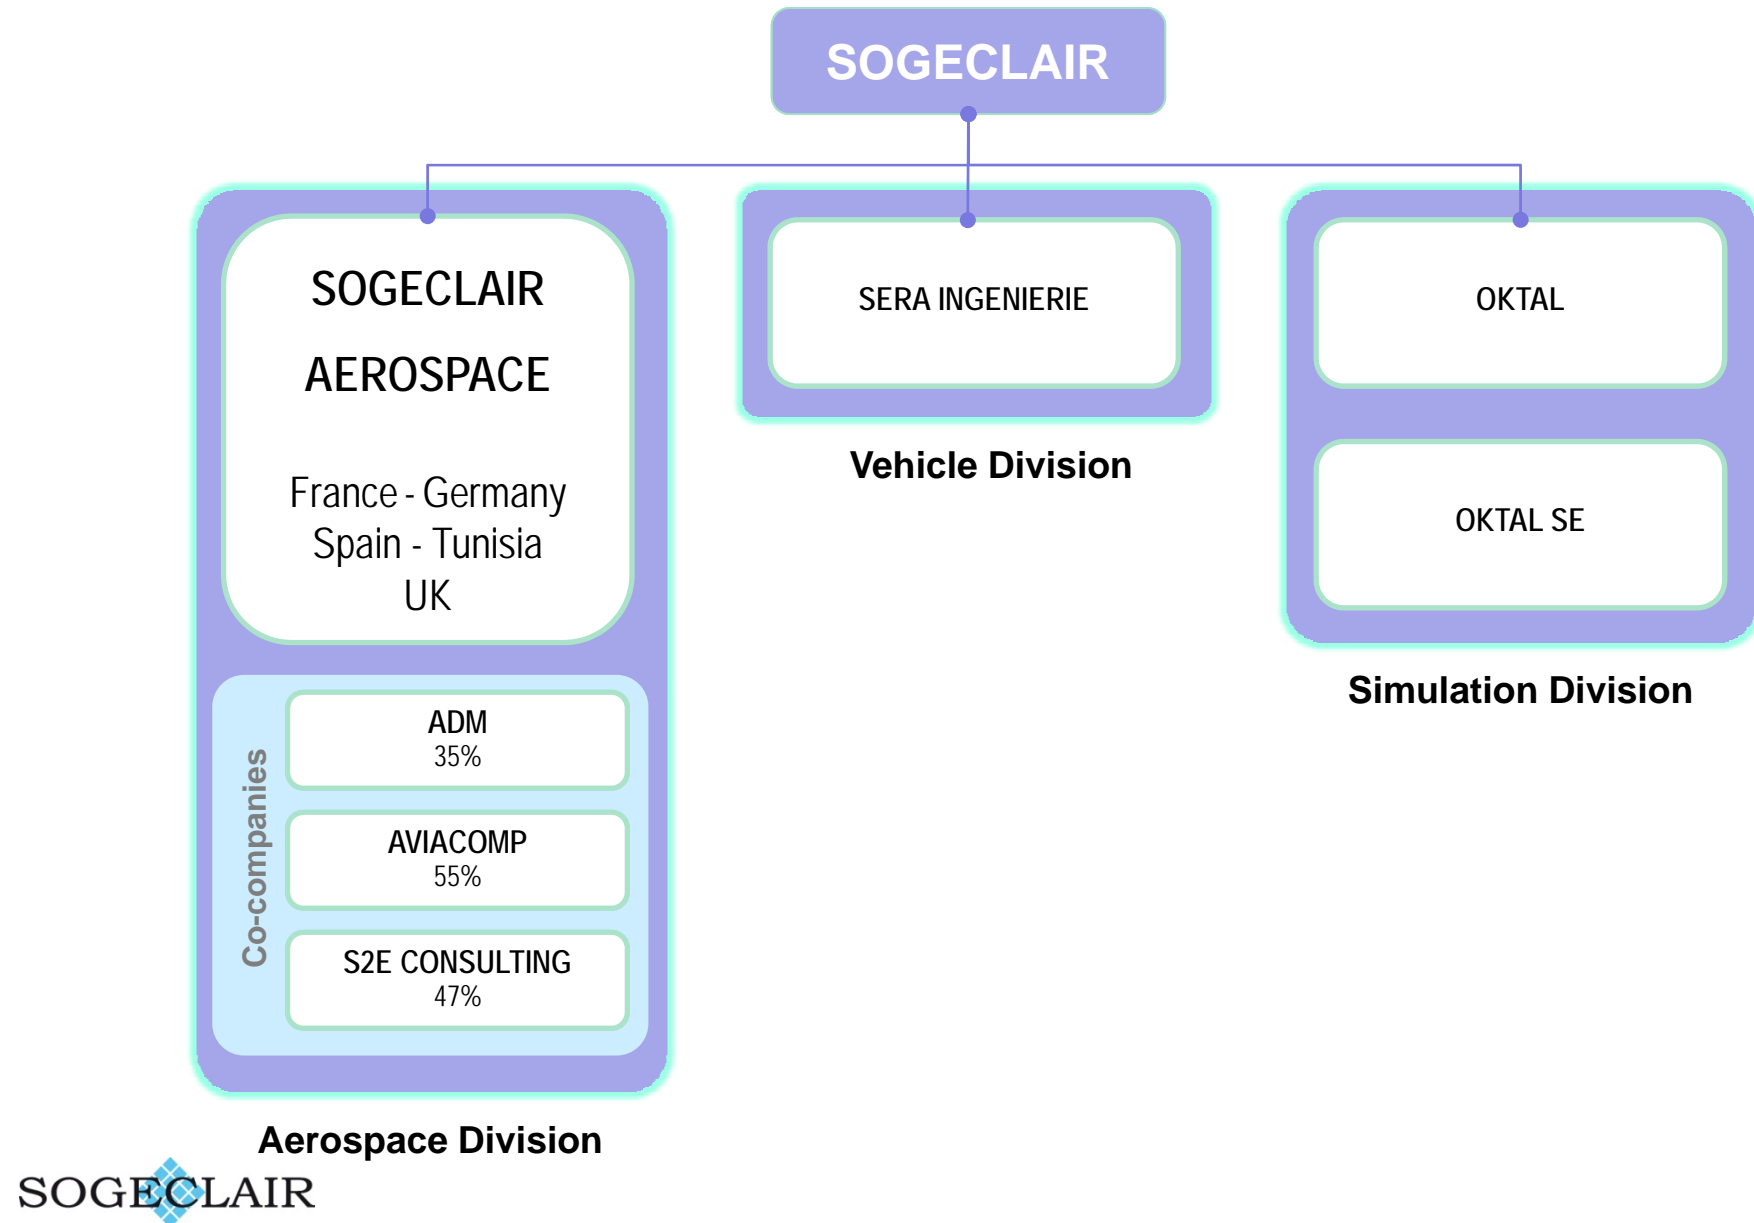 SOGECLAIR
SOGECLAIR
AEROSPACE
France - Germany
Spain - Tunisia
UK
Co-companies
ADM
35%
AVIACOMP
55%
S2E CONSULTING
47%
Aerospace Division
SERA INGENIERIE
Vehicle Division
OKTAL
OKTAL SE
Simulation Division
SOGECLAIR